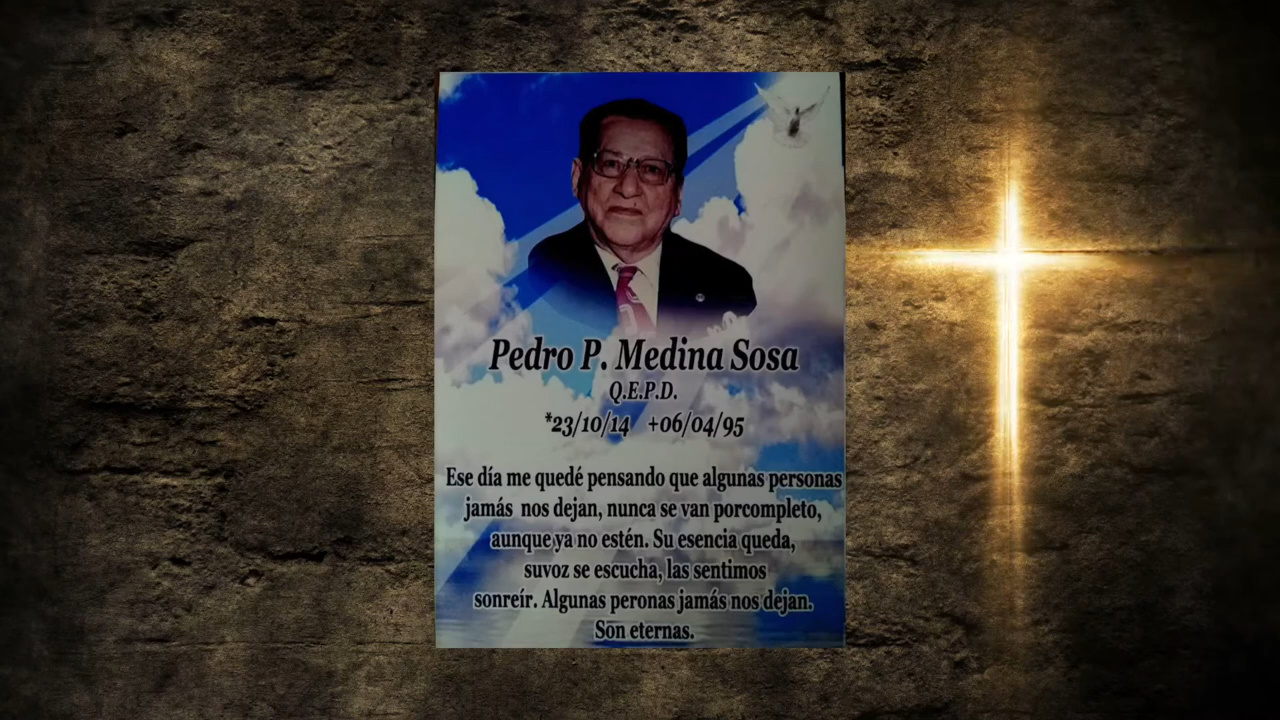 Pedro P. Medina Sosa
Q.E.P.D.
*23/10/14 +06/04/95
Ese día me quedé pensando que algunas personas
jamás nos dejan, nunca se van porcompleto,
aunque ya no estén. Su esencia queda,
suvoz se escucha, las sentimos
sonreír. Algunas peronas jamás nos dejan.
Son eternas.